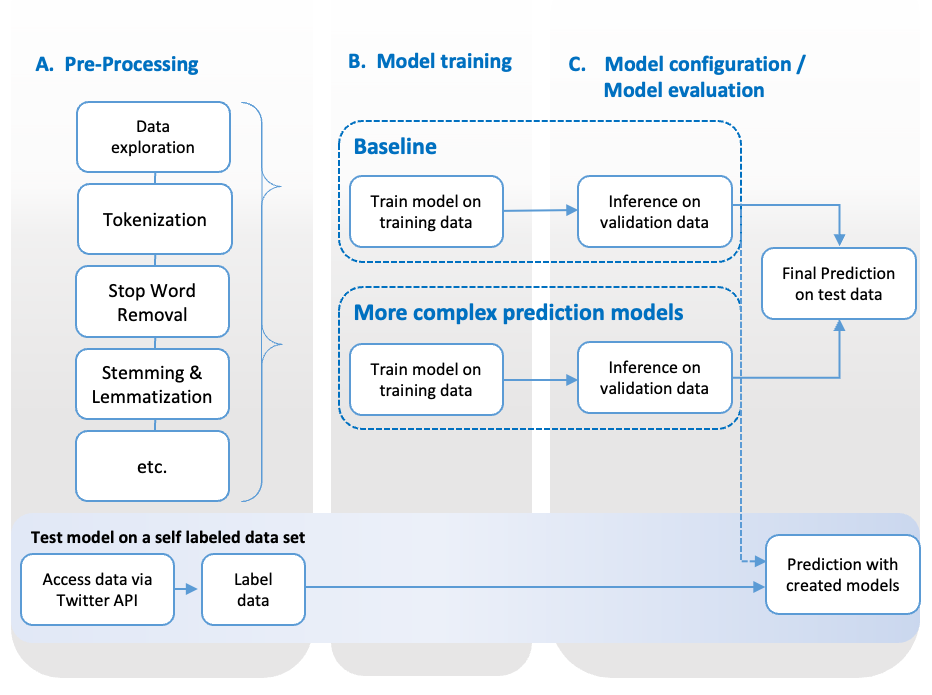 A. Pre-Processing
Data
exploration
Tokenization
Stop Word
Removal
Stemming &
Lemmatization
etc.
B. Model training
C. Model configuration /
Model evaluation
Baseline
Train model on
training data
Inference on
validation data
More complex prediction models
Train model on
training data
Inference on
validation data
Final Prediction
on test data
Test model on a self labeled data set
Access data via
Twitter API
Label
data
Prediction with
created models